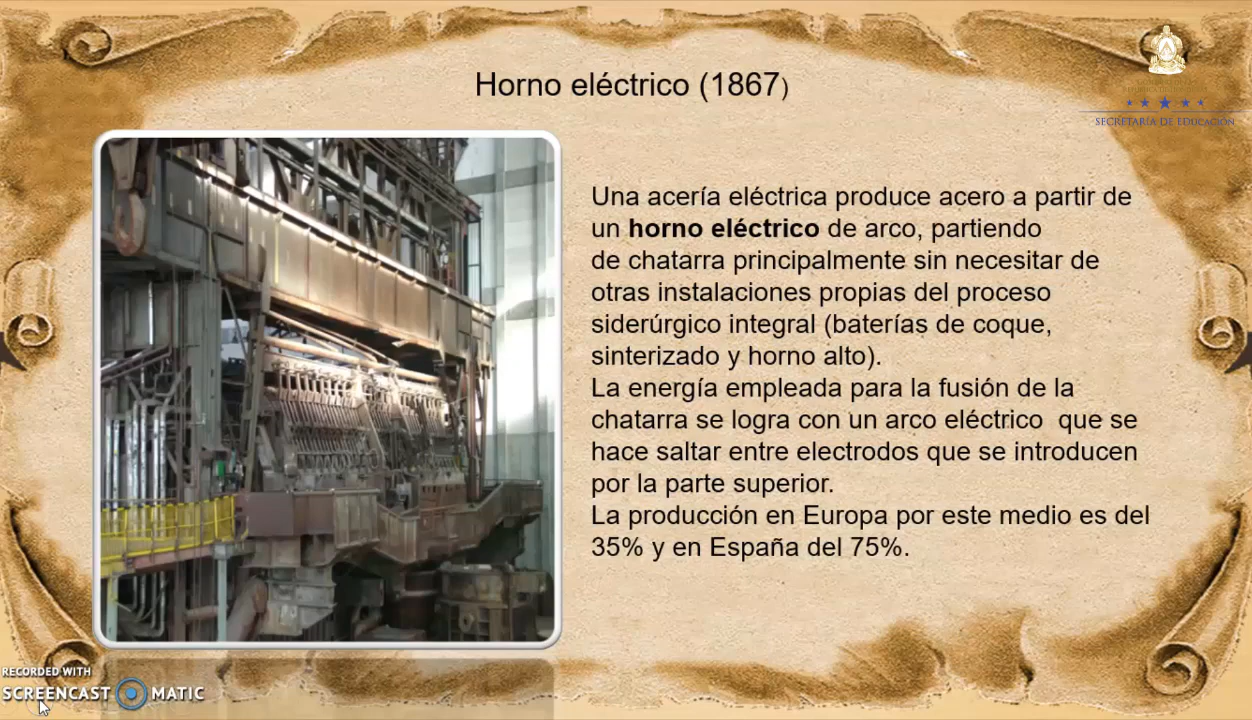 Horno eléctrico (1867)
SECRETARÍA DE EDUCACIÓN
Una acería eléctrica produce acero a partir de
un horno eléctrico de arco, partiendo
de chatarra principalmente sin necesitar de
otras instalaciones propias del proceso
siderúrgico integral (baterías de coque,
sinterizado y horno alto).
La energía empleada para la fusión de la
chatarra se logra con un arco eléctrico  que se
hace saltar entre electrodos que se introducen
por la parte superior.
La producción en Europa por este medio es del
35% y en España del 75%.
RECORDED WITH
SCREENCAST MATIC